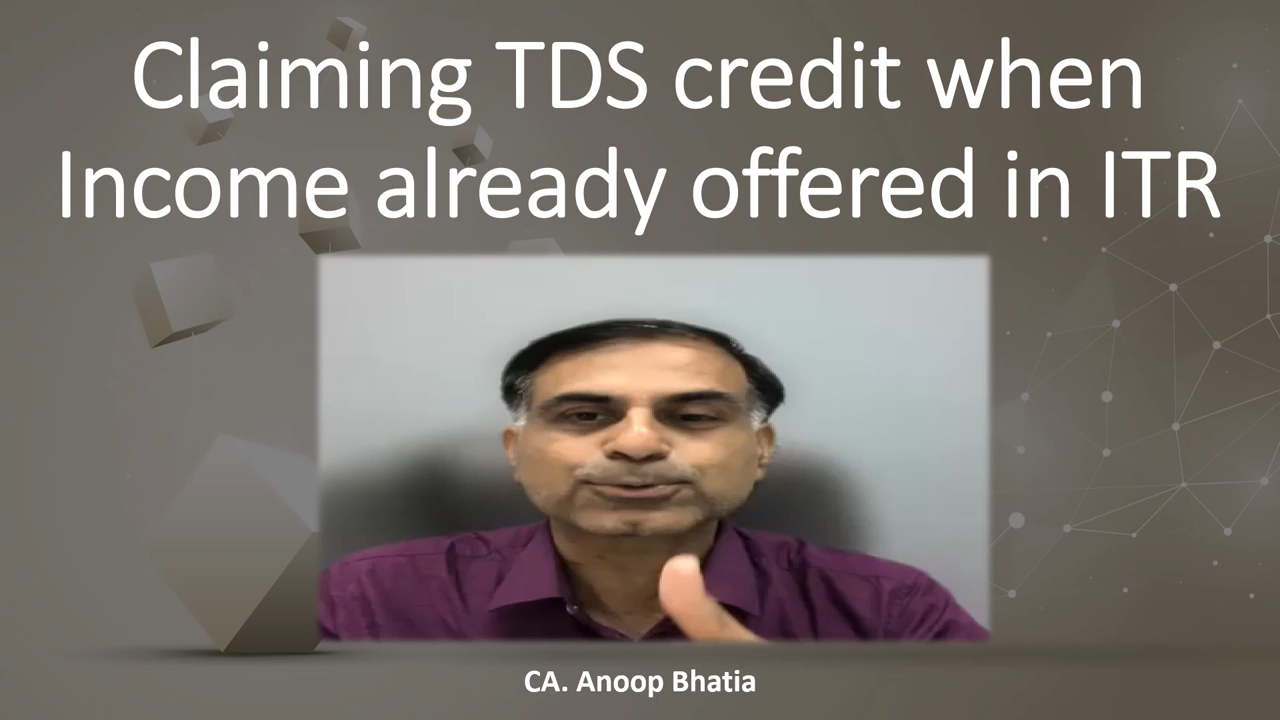 Claiming TDS credit when
Income already offered in ITR
CA. Anoop Bhatia